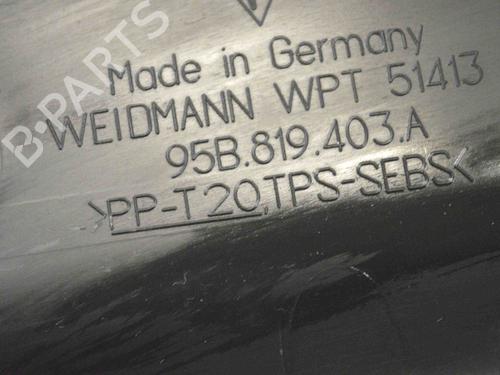 B-PARTS
Made in Germany
WEIDMANN WPT 51413
95B.819.403.A
>PP-T20,TPS-SEBS<